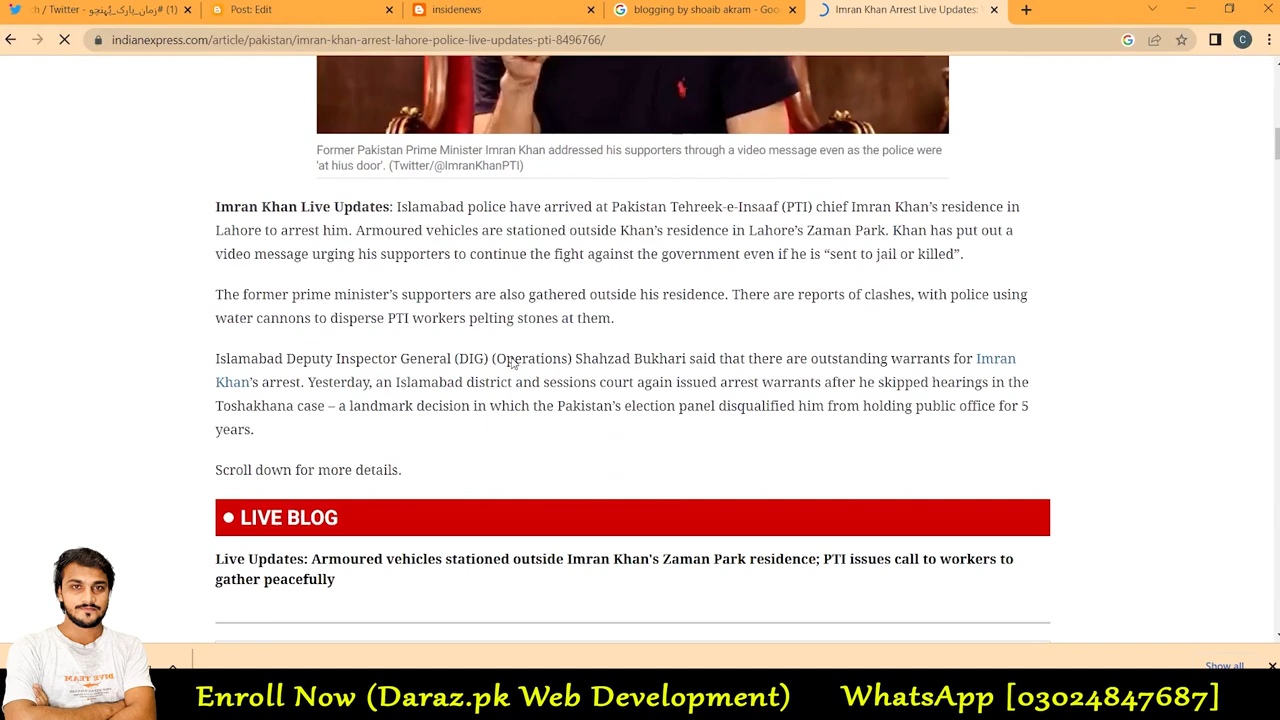 (1) #زمان_پارک_پُہنچو - ch / Twitter
Post: Edit
insidenews
blogging by shoaib akram - Goo
Imran Khan Arrest Live Updates:
indianexpress.com/article/pakistan/imran-khan-arrest-lahore-police-live-updates-pti-8496766/
C
Former Pakistan Prime Minister Imran Khan addressed his supporters through a video message even as the police were
'at hius door'. (Twitter/@ImranKhanPTI)
Imran Khan Live Updates: Islamabad police have arrived at Pakistan Tehreek-e-Insaaf (PTI) chief Imran Khan’s residence in
Lahore to arrest him. Armoured vehicles are stationed outside Khan’s residence in Lahore’s Zaman Park. Khan has put out a
video message urging his supporters to continue the fight against the government even if he is “sent to jail or killed”.
The former prime minister’s supporters are also gathered outside his residence. There are reports of clashes, with police using
water cannons to disperse PTI workers pelting stones at them.
Islamabad Deputy Inspector General (DIG) (Operations) Shahzad Bukhari said that there are outstanding warrants for Imran
Khan’s arrest. Yesterday, an Islamabad district and sessions court again issued arrest warrants after he skipped hearings in the
Toshakhana case – a landmark decision in which the Pakistan’s election panel disqualified him from holding public office for 5
years.
Scroll down for more details.
LIVE BLOG
Live Updates: Armoured vehicles stationed outside Imran Khan's Zaman Park residence; PTI issues call to workers to
gather peacefully
Show all
DIVE TEAM
Enroll Now (Daraz.pk Web Development) WhatsApp [03024847687]